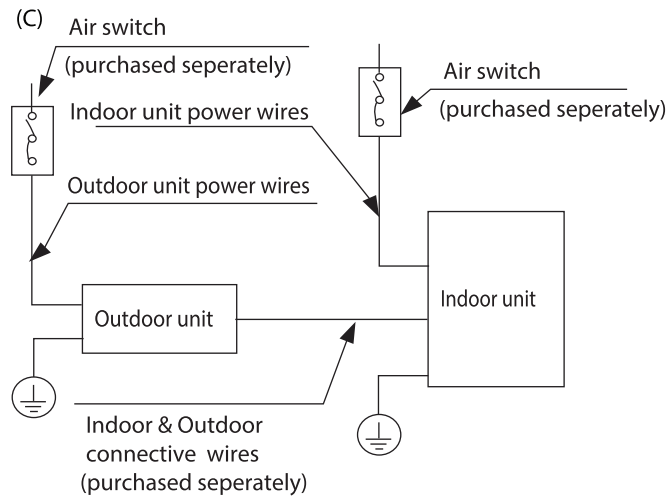 (C)
Air switch
(purchased seperately)
Air switch
(purchased seperately)
Indoor unit power wires
Outdoor unit power wires
Outdoor unit
Indoor unit
Indoor & Outdoor
connective wires
(purchased seperately)